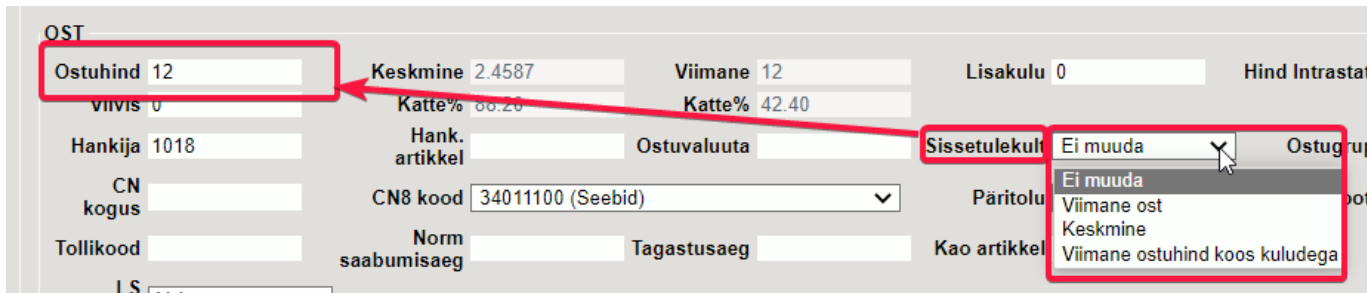 OST
Ostuhind 12 Keskmine 2.4587 Viimane 12 Lisakulu 0 Hind Intrastat
Viivis 0 Katte% 88.20 Katte% 42.40
Hankija 1018 Hank. artikkel Ostuvaluuta Sissetulekult Ei muuda Ostugrup
CN kogus CN8 kood 34011100 (Seebid) Päritolu
Ei muuda
Viimane ost
Keskmine
Viimane ostuhind koos kuludega
Tollikood Norm saabumisaeg Tagastusaeg Kao artikkel
LS